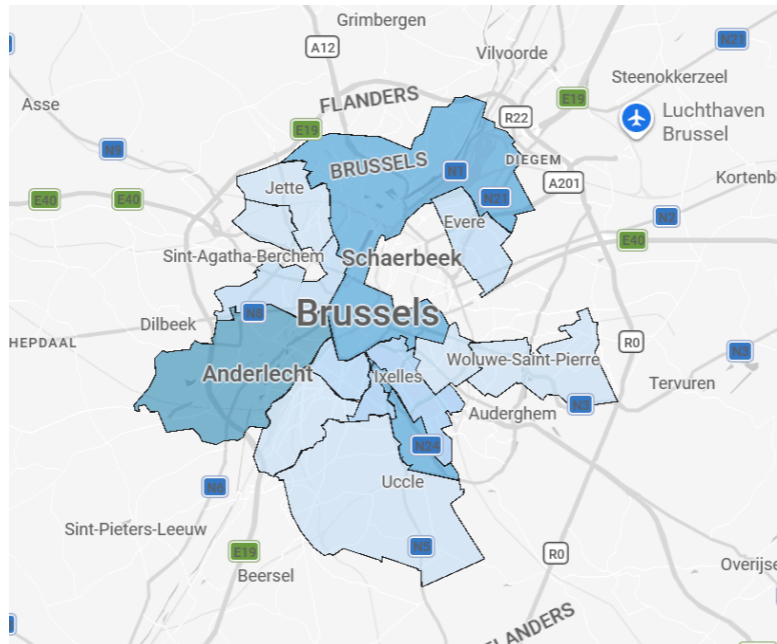 Grimbergen
N21
A12
Vilvoorde
Steenokkerzeel
FLANDERS
E19
Asse
R22
Luchthaven
Brussel
E19
N9
BRUSSELS
DIEGEM
N1
A201
Kortenb
Jette
E40
E40
N21
N2
Evere
E40
Sint-Agatha-Berchem
Schaerbeek
Brussels
N8
Dilbeek
HEPDAAL
R0
N3
Woluwe-Saint-Pierre
Anderlecht
Ixelles
Tervuren
N3
Auderghem
N24
Uccle
N6
Sint-Pieters-Leeuw
E19
N5
R0
Overijse
Beersel
FLANDERS